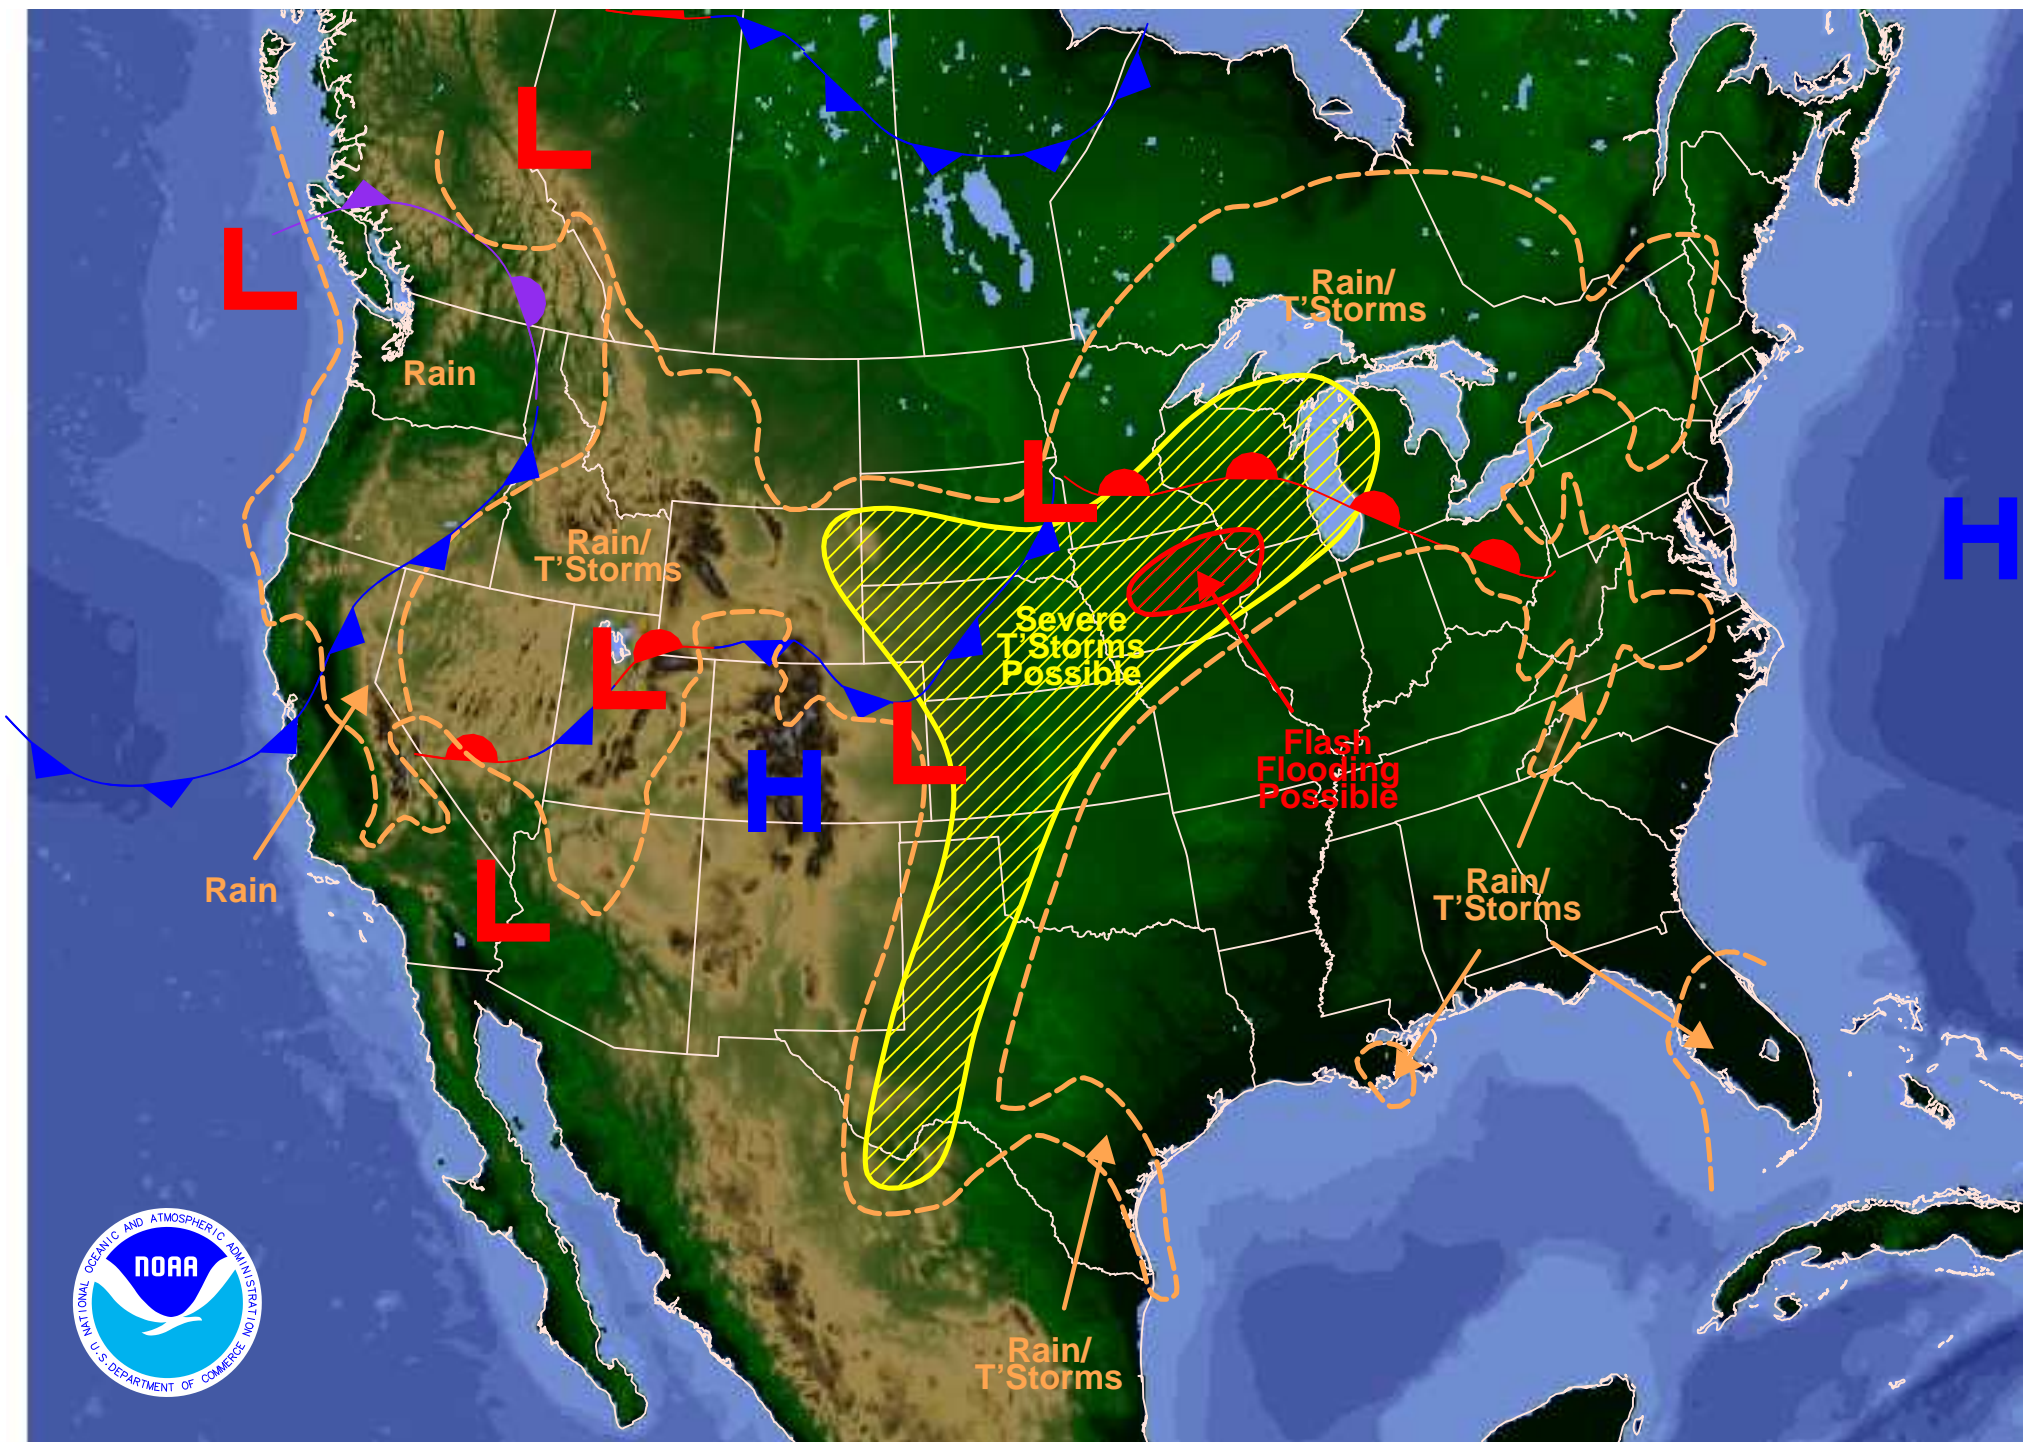 L
L
Rain/
T'Storms
Rain
L
H
Rain/
T'Storms
Severe
T'Storms
Possible
L
L
Flash
Flooding
Possible
H
L
Rain
Rain/
T'Storms
Rain/
T'Storms
NOAA
NATIONAL OCEANIC AND ATMOSPHERIC ADMINISTRATION
U.S. DEPARTMENT OF COMMERCE